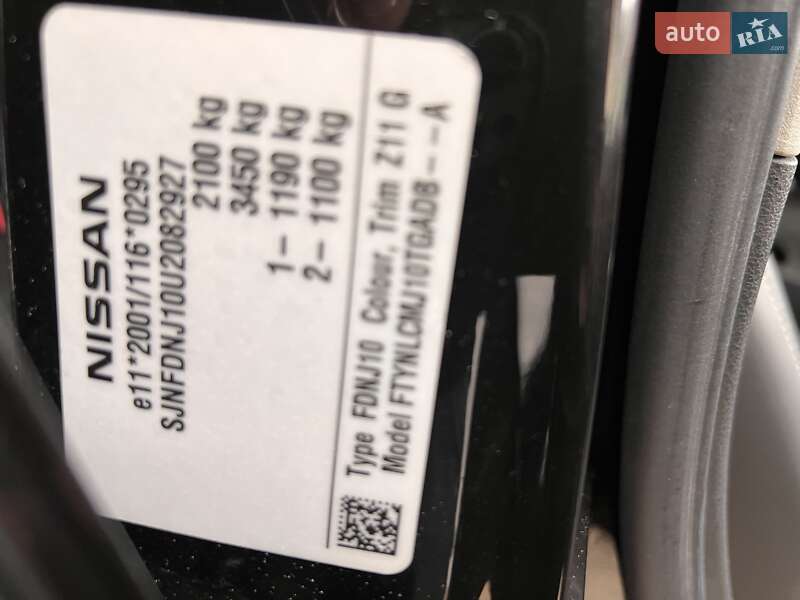 NISSAN
e11*2001/116*0295
SJNFDNJ10U2082927
2100 kg
3450 kg
1- 1190 kg
2- 1100 kg
Type FDNJ10 Colour, Trim Z11 G
Model FTYNLCMJ10TGADB---A
auto RIA
.com